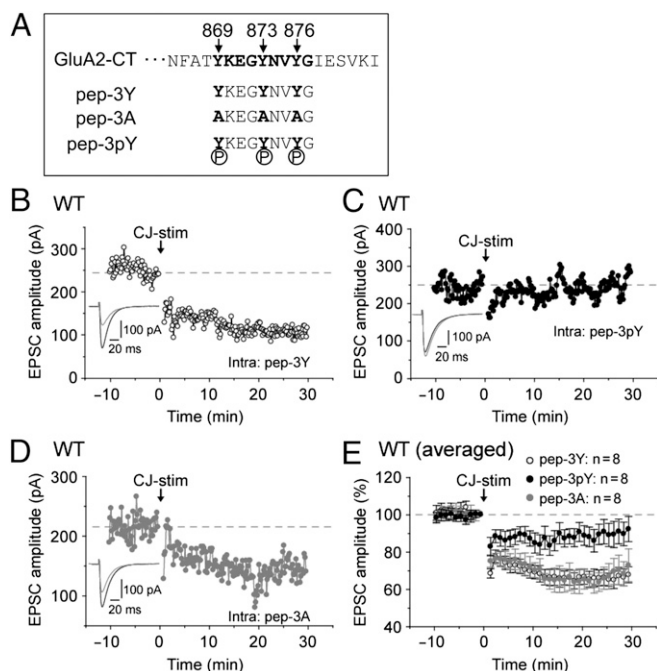 A
869 873 876
GluA2-CT ···NFATYKEGYNVYGIESVKI
pep-3Y YKEGYNVYG
pep-3A AKEGANVAG
pep-3pY YKEGYNVYG
P P P
B WT
CJ-stim
EPSC amplitude (pA)
300
250
200
150
100
50
0
100 pA
20 ms
Intra: pep-3Y
−10 0 10 20 30
Time (min)
C WT
CJ-stim
EPSC amplitude (pA)
400
300
200
100
0
100 pA
20 ms
Intra: pep-3pY
−10 0 10 20 30
Time (min)
D WT
CJ-stim
EPSC amplitude (pA)
300
250
200
150
100
50
100 pA
20 ms
Intra: pep-3A
−10 0 10 20 30
Time (min)
E WT (averaged)
pep-3Y: n=8
pep-3pY: n=8
pep-3A: n=8
CJ-stim
EPSC amplitude (%)
120
100
80
60
40
−10 0 10 20 30
Time (min)